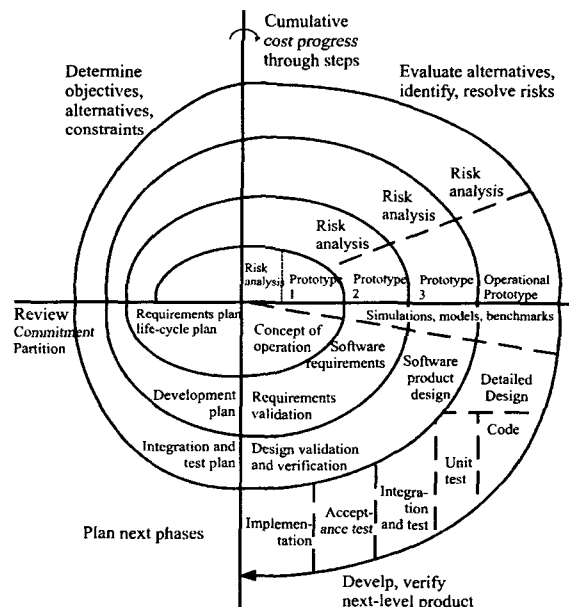 Cumulative
cost progress
through steps
Determine
objectives,
alternatives,
constraints
Evaluate alternatives,
identify, resolve risks
Risk
analysis
Risk
analysis
Risk
analysis
Risk
analysis
Prototype
1
Prototype
2
Prototype
3
Operational
Prototype
Review
Commitment
Partition
Requirements plan
life-cycle plan
Concept of
operation
Simulations, models, benchmarks
Software
requirements
Software
product
design
Detailed
Design
Code
Development
plan
Requirements
validation
Integration and
test plan
Design validation
and verification
Unit
test
Integra-
tion
and test
Accept-
ance test
Implemen-
tation
Plan next phases
Develp, verify
next-level product